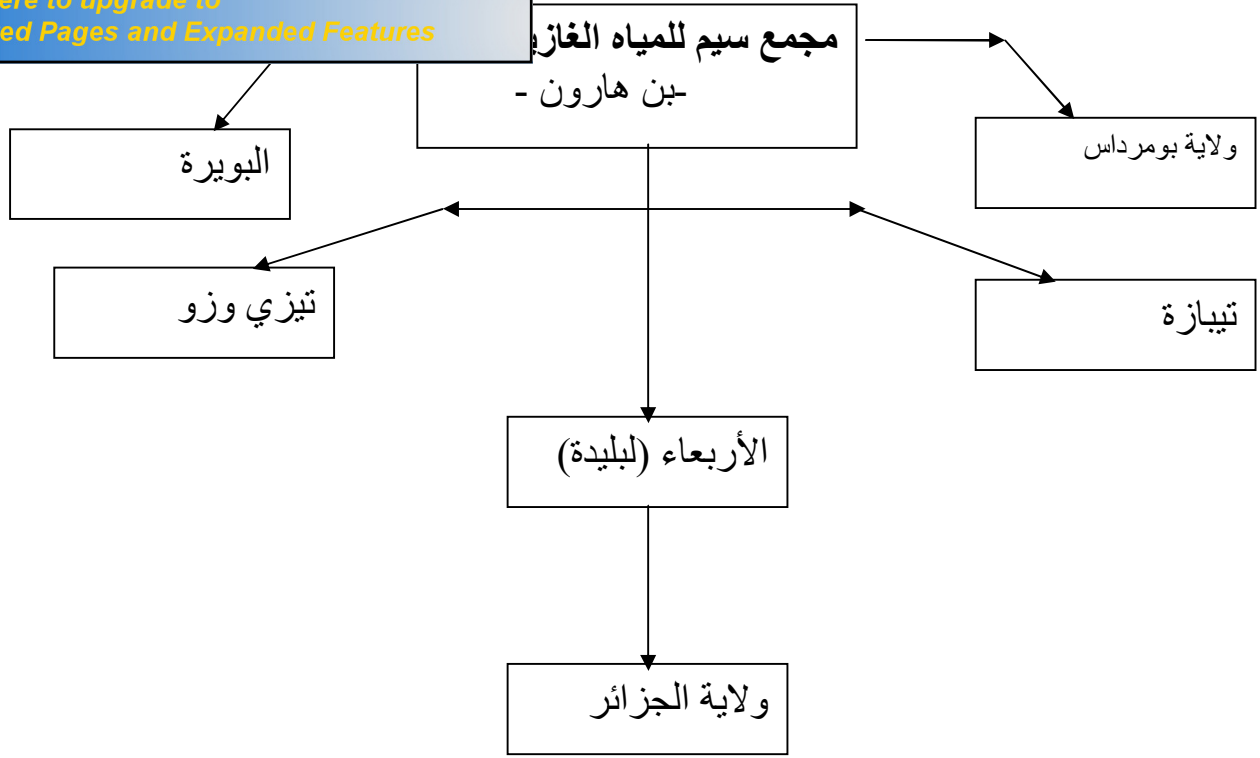 ere to upgrade to
ed Pages and Expanded Features
مجمع سيم للمياه
-بن هارون -
ولاية بومرداس
البويرة
تيزي وزو
تيبازة
الأربعاء (لبليدة)
ولاية الجزائر